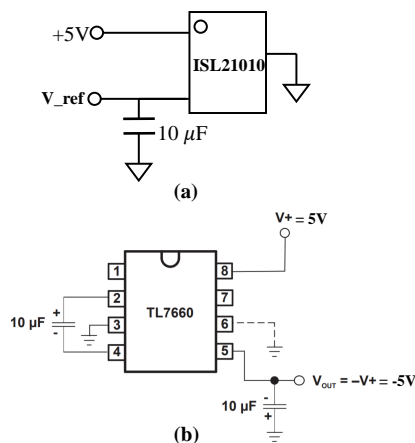 +5V
ISL21010
V_ref
10 µF
(a)
V+ = 5V
1
8
2
7
TL7660
10 µF
+
-
3
6
4
5
V_OUT = –V+ = -5V
10 µF
-
+
(b)